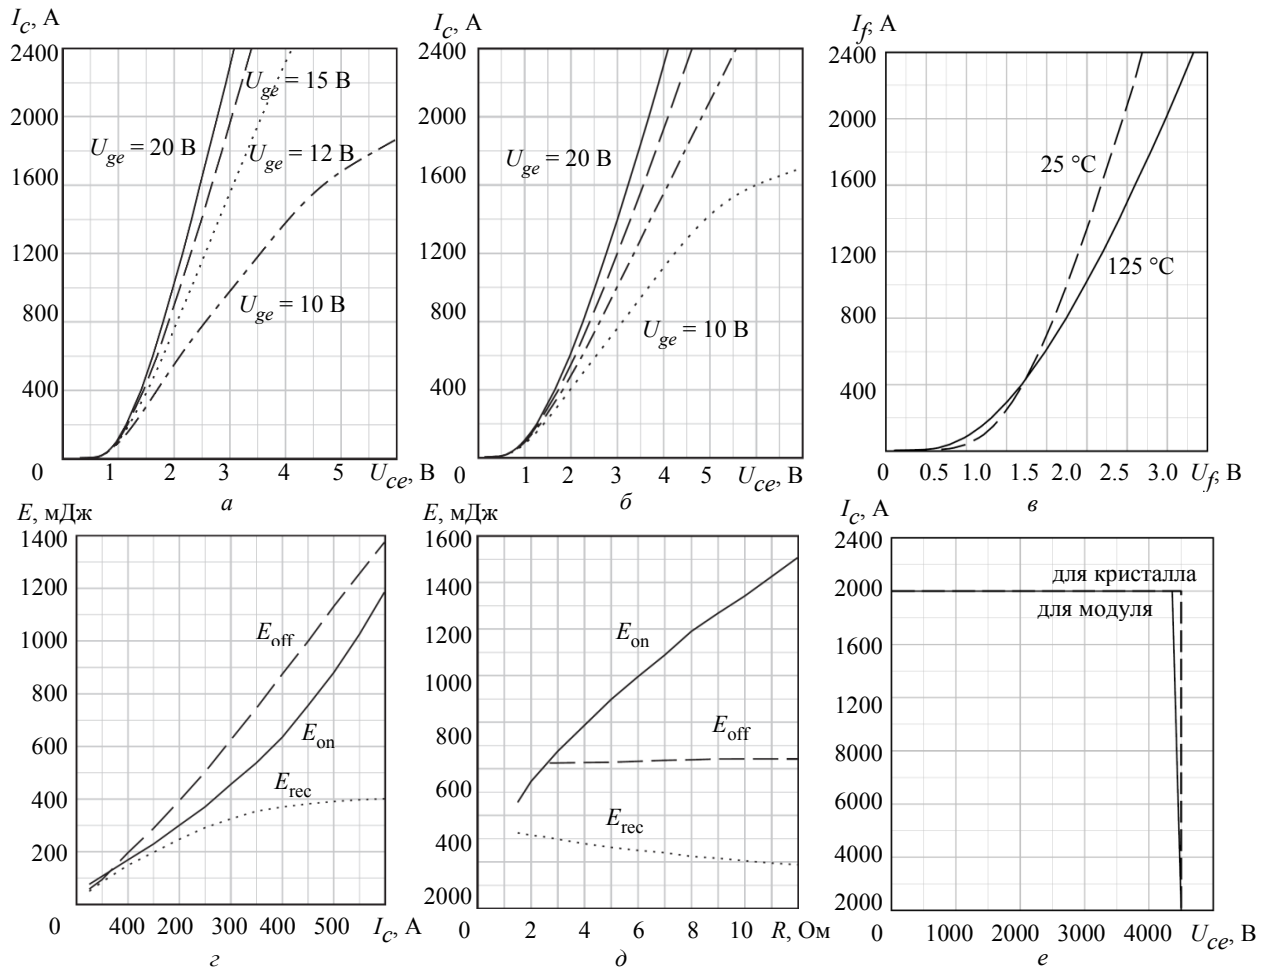 I_c, А
2400
2000
1600
1200
800
400
0
1
2
3
4
5
U_ce, В
U_ge = 15 В
U_ge = 20 В
U_ge = 12 В
U_ge = 10 В
а
I_c, А
2400
2000
1600
1200
800
400
0
1
2
3
4
5
U_ce, В
U_ge = 20 В
U_ge = 10 В
б
I_f, А
2400
2000
1600
1200
800
400
0
0.5
1.0
1.5
2.0
2.5
3.0
U_f, В
25 °С
125 °С
в
E, мДж
1400
1200
1000
800
600
400
200
0
400
200
300
400
500
I_c, А
E_off
E_on
E_rec
г
E, мДж
1600
1400
1200
1000
800
600
400
2000
0
2
4
6
8
10
R, Ом
E_on
E_off
E_rec
д
I_c, А
2400
2000
1600
1200
8000
6000
4000
2000
0
1000
2000
3000
4000
U_ce, В
для кристалла
для модуля
е